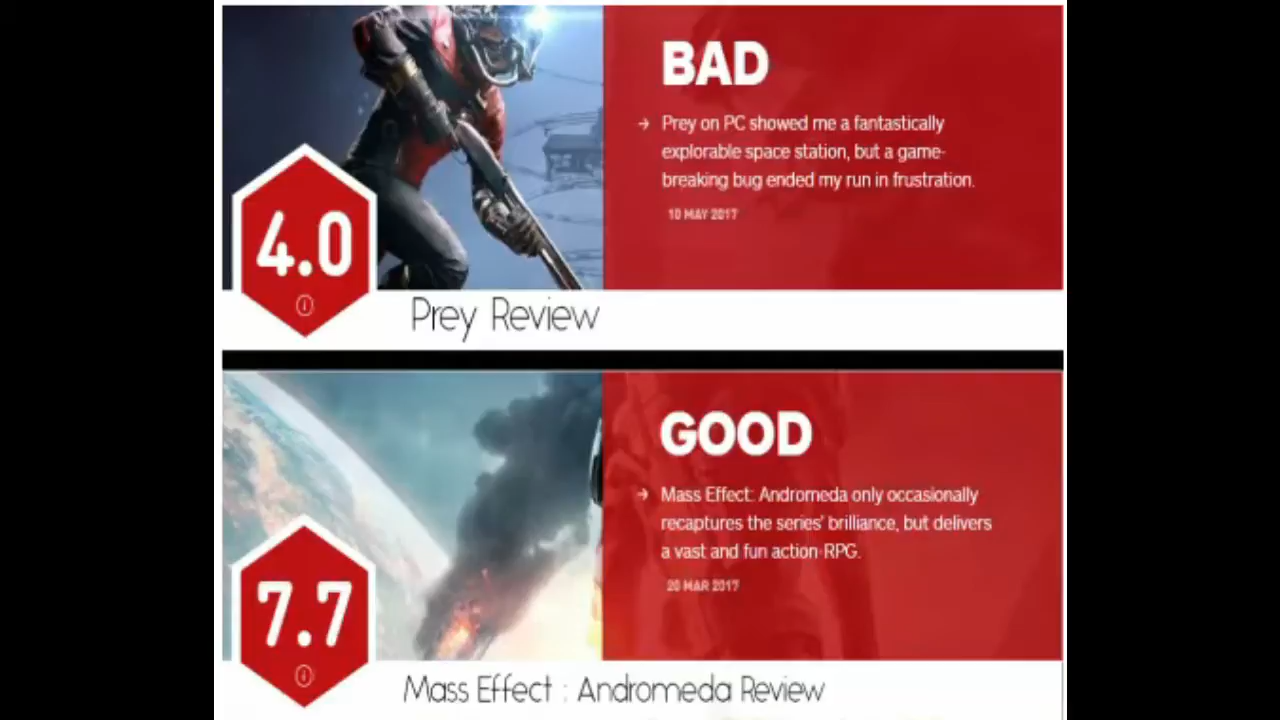 BAD
→ Prey on PC showed me a fantastically
explorable space station, but a game-
breaking bug ended my run in frustration.
10 MAY 2017
4.0
Prey Review
GOOD
→ Mass Effect: Andromeda only occasionally
recaptures the series' brilliance, but delivers
a vast and fun action-RPG.
20 MAR 2017
7.7
Mass Effect : Andromeda Review